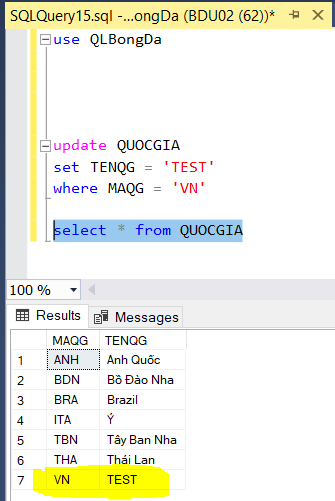 SQLQuery15.sql -...ongDa (BDU02 (62))*
use QLBongDa
update QUOCGIA
set TENQG = 'TEST'
where MAQG = 'VN'
select * from QUOCGIA
100 %
Results Messages
MAQG TENQG
1 ANH Anh Quốc
2 BDN Bồ Đào Nha
3 BRA Brazil
4 ITA Ý
5 TBN Tây Ban Nha
6 THA Thái Lan
7 VN TEST